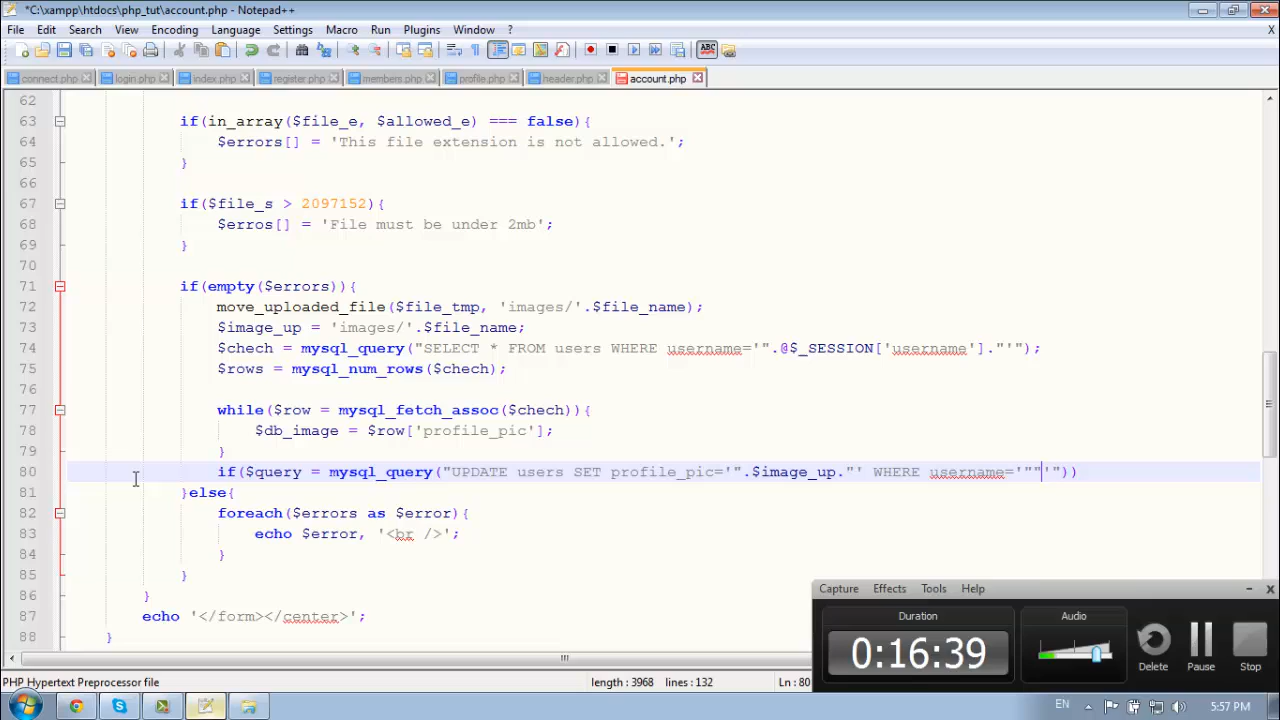 *C:\xampp\htdocs\php_tut\account.php - Notepad++
File Edit Search View Encoding Language Settings Macro Run Plugins Window ? X
connect.php login.php index.php register.php members.php profile.php header.php account.php
62
63 if(in_array($file_e, $allowed_e) === false){
64 $errors[] = 'This file extension is not allowed.';
65 }
66
67 if($file_s > 2097152){
68 $erros[] = 'File must be under 2mb';
69 }
70
71 if(empty($errors)){
72 move_uploaded_file($file_tmp, 'images/'.$file_name);
73 $image_up = 'images/'.$file_name;
74 $chech = mysql_query("SELECT * FROM users WHERE username='".@$_SESSION['username']."'");
75 $rows = mysql_num_rows($chech);
76
77 while($row = mysql_fetch_assoc($chech)){
78 $db_image = $row['profile_pic'];
79 }
80 if($query = mysql_query("UPDATE users SET profile_pic='".$image_up."' WHERE username='""'"))
81 }else{
82 foreach($errors as $error){
83 echo $error, '<br />';
84 }
85 }
86 }
87 echo '</form></center>';
88 }
Capture Effects Tools Help
Duration Audio
0:16:39
Delete Pause Stop
PHP Hypertext Preprocessor file length : 3968 lines : 132 Ln : 80
EN 5:57 PM